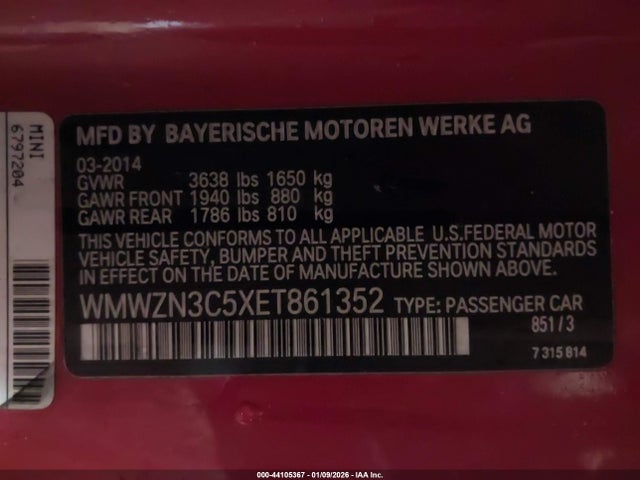 MINI
6797204
MFD BY BAYERISCHE MOTOREN WERKE AG
03-2014
GVWR 3638 lbs 1650 kg
GAWR FRONT 1940 lbs 880 kg
GAWR REAR 1786 lbs 810 kg
THIS VEHICLE CONFORMS TO ALL APPLICABLE U.S.FEDERAL MOTOR
VEHICLE SAFETY, BUMPER AND THEFT PREVENTION STANDARDS
IN EFFECT ON THE DATE OF MANUFACTURE SHOWN ABOVE.
WMWZN3C5XET861352 TYPE: PASSENGER CAR
851/3
7 315 814
000-44105367 - 01/09/2026 - IAA Inc.